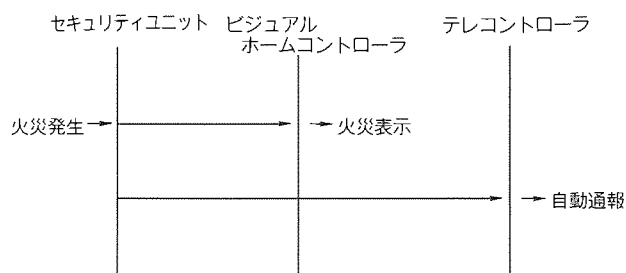 セキュリティユニット
ビジュアル
ホームコントローラ
テレコントローラ
火災発生
火災表示
自動通報